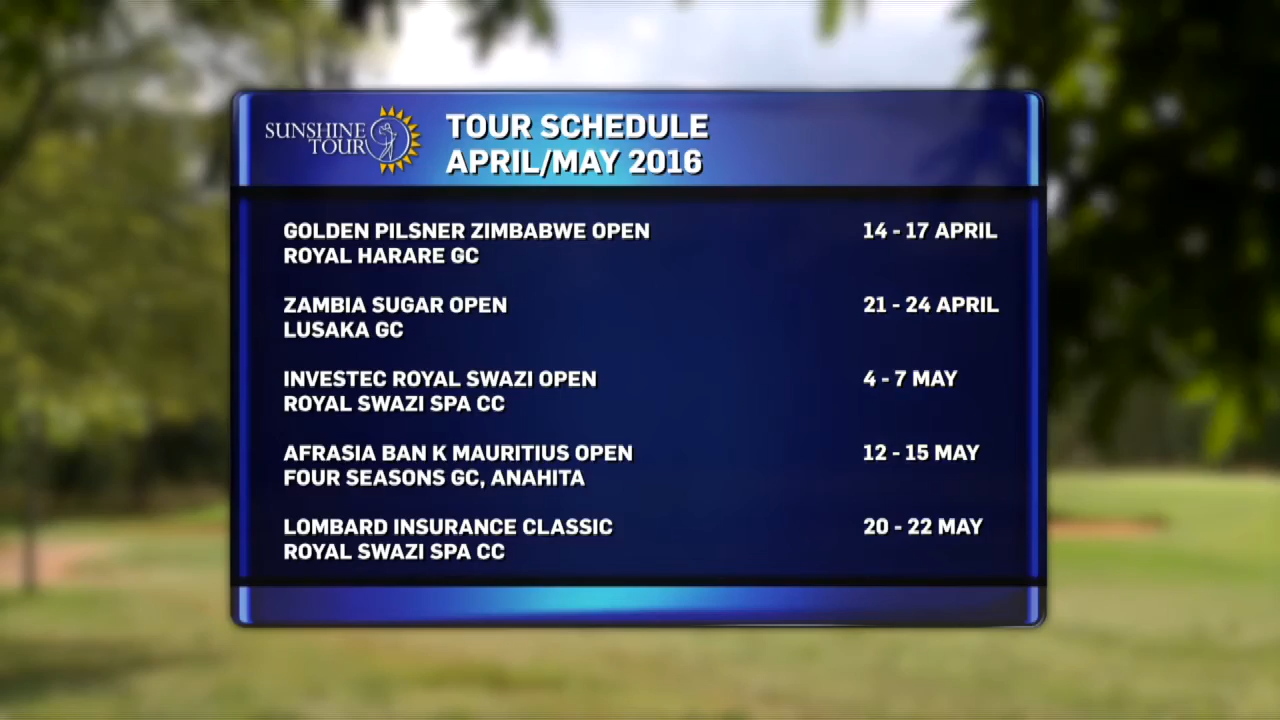 SUNSHINE
TOUR
TOUR SCHEDULE
APRIL/MAY 2016
GOLDEN PILSNER ZIMBABWE OPEN 14 - 17 APRIL
ROYAL HARARE GC
ZAMBIA SUGAR OPEN 21 - 24 APRIL
LUSAKA GC
INVESTEC ROYAL SWAZI OPEN 4 - 7 MAY
ROYAL SWAZI SPA CC
AFRASIA BAN K MAURITIUS OPEN 12 - 15 MAY
FOUR SEASONS GC, ANAHITA
LOMBARD INSURANCE CLASSIC 20 - 22 MAY
ROYAL SWAZI SPA CC